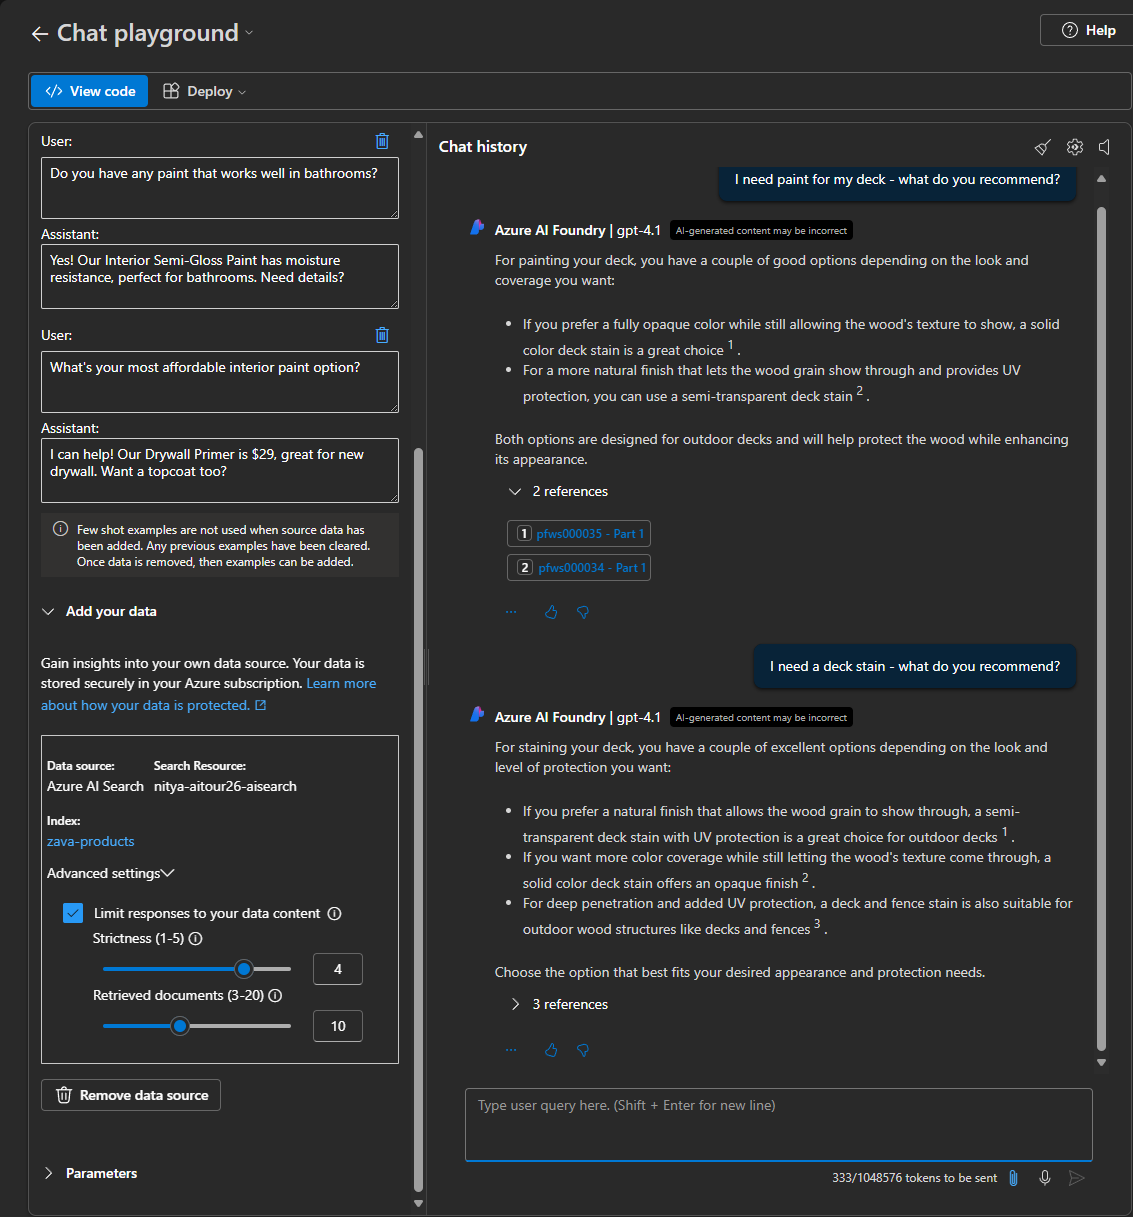 Chat playground
Help
View code
Deploy
User:
Do you have any paint that works well in bathrooms?
Assistant:
Yes! Our Interior Semi-Gloss Paint has moisture
resistance, perfect for bathrooms. Need details?
User:
What's your most affordable interior paint option?
Assistant:
I can help! Our Drywall Primer is $29, great for new
drywall. Want a topcoat too?
Few shot examples are not used when source data has
been added. Any previous examples have been cleared.
Once data is removed, then examples can be added.
Add your data
Gain insights into your own data source. Your data is
stored securely in your Azure subscription. Learn more
about how your data is protected.
Data source: Search Resource:
Azure AI Search nitya-aitour26-aisearch
Index:
zava-products
Advanced settings
Limit responses to your data content
Strictness (1-5)
4
Retrieved documents (3-20)
10
Remove data source
Parameters
Chat history
I need paint for my deck - what do you recommend?
Azure AI Foundry | gpt-4.1 AI-generated content may be incorrect
For painting your deck, you have a couple of good options depending on the look and
coverage you want:
• If you prefer a fully opaque color while still allowing the wood's texture to show, a solid
color deck stain is a great choice 1 .
• For a more natural finish that lets the wood grain show through and provides UV
protection, you can use a semi-transparent deck stain 2 .
Both options are designed for outdoor decks and will help protect the wood while enhancing
its appearance.
2 references
1 pfws000035 - Part 1
2 pfws000034 - Part 1
...
I need a deck stain - what do you recommend?
Azure AI Foundry | gpt-4.1 AI-generated content may be incorrect
For staining your deck, you have a couple of excellent options depending on the look and
level of protection you want:
• If you prefer a natural finish that allows the wood grain to show through, a semi-
transparent deck stain with UV protection is a great choice for outdoor decks 1 .
• If you want more color coverage while still letting the wood's texture come through, a
solid color deck stain offers an opaque finish 2 .
• For deep penetration and added UV protection, a deck and fence stain is also suitable for
outdoor wood structures like decks and fences 3 .
Choose the option that best fits your desired appearance and protection needs.
3 references
...
Type user query here. (Shift + Enter for new line)
333/1048576 tokens to be sent